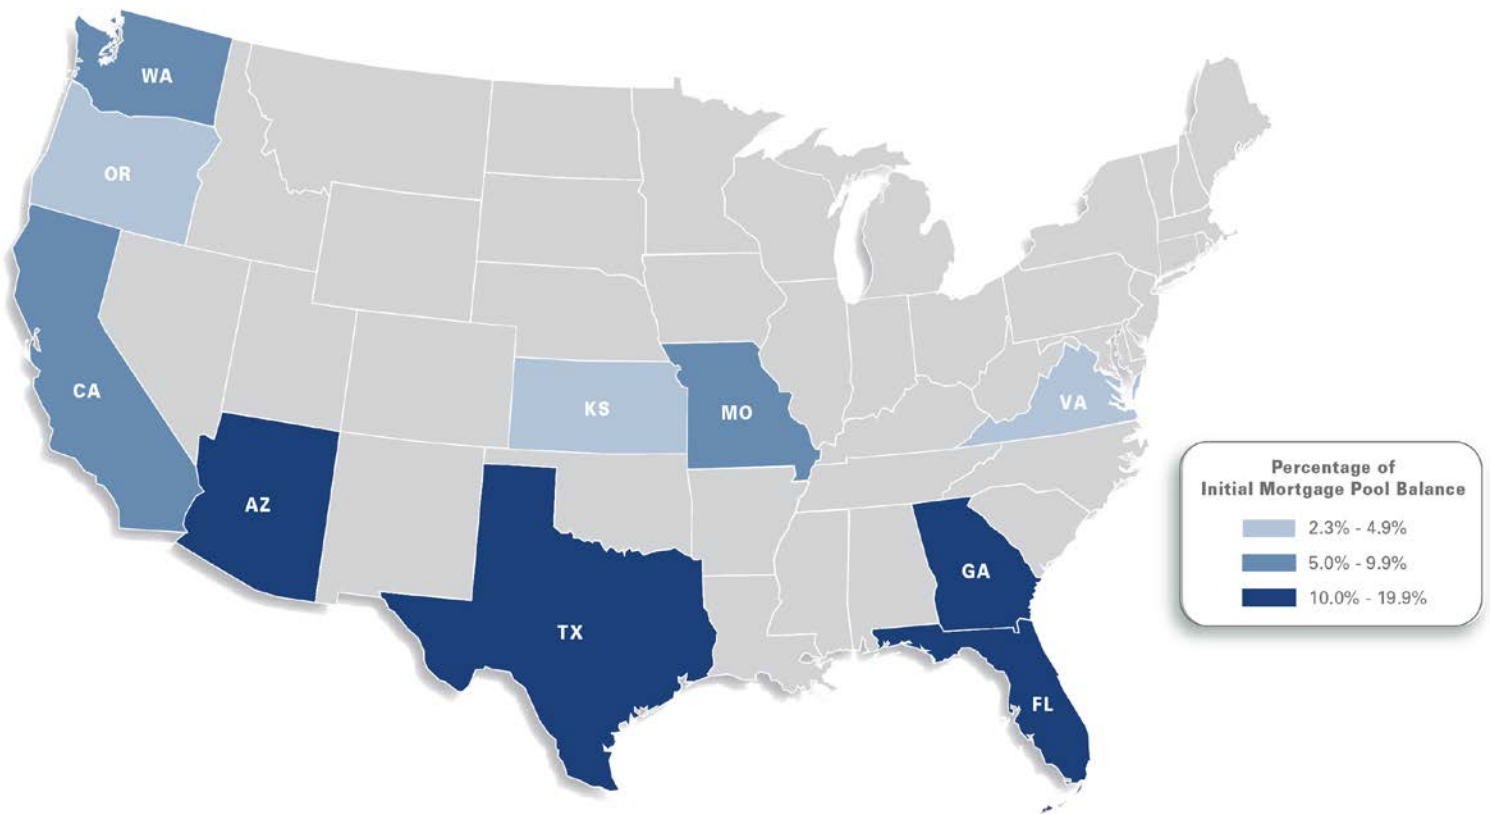 WA
OR
CA
KS
MO
VA
AZ
TX
GA
FL
Percentage of
Initial Mortgage Pool Balance
2.3% - 4.9%
5.0% - 9.9%
10.0% - 19.9%